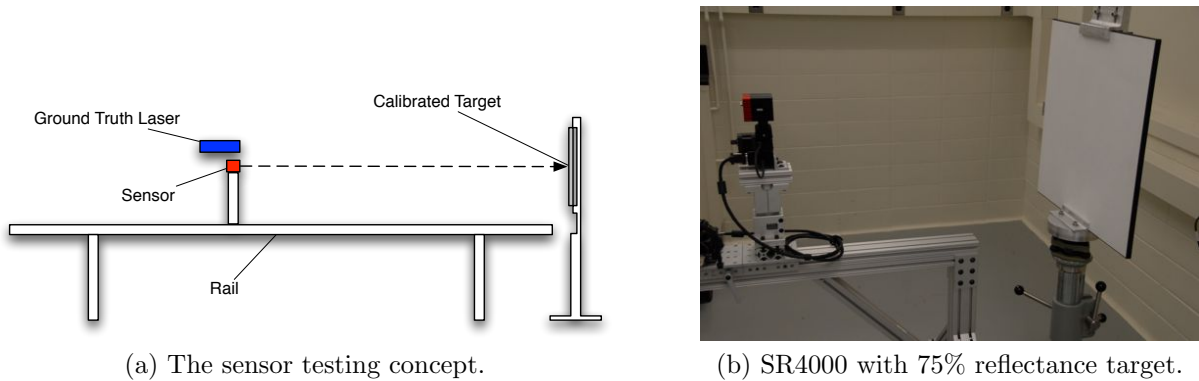 Ground Truth Laser
Calibrated Target
Sensor
Rail
(a) The sensor testing concept.
(b) SR4000 with 75% reflectance target.